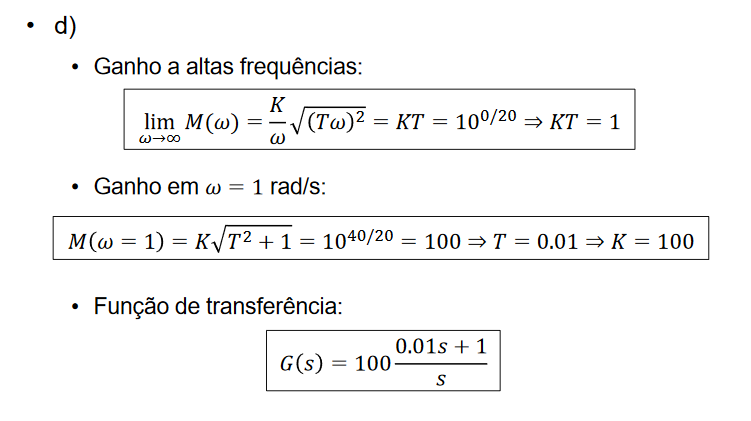 • d)
• Ganho a altas frequências:
lim_{ω→∞} M(ω) = K/ω √((Tω)²) = KT = 10^{0/20} ⇒ KT = 1
• Ganho em ω = 1 rad/s:
M(ω = 1) = K√(T² + 1) = 10^{40/20} = 100 ⇒ T = 0.01 ⇒ K = 100
• Função de transferência:
G(s) = 100 (0.01s + 1)/s